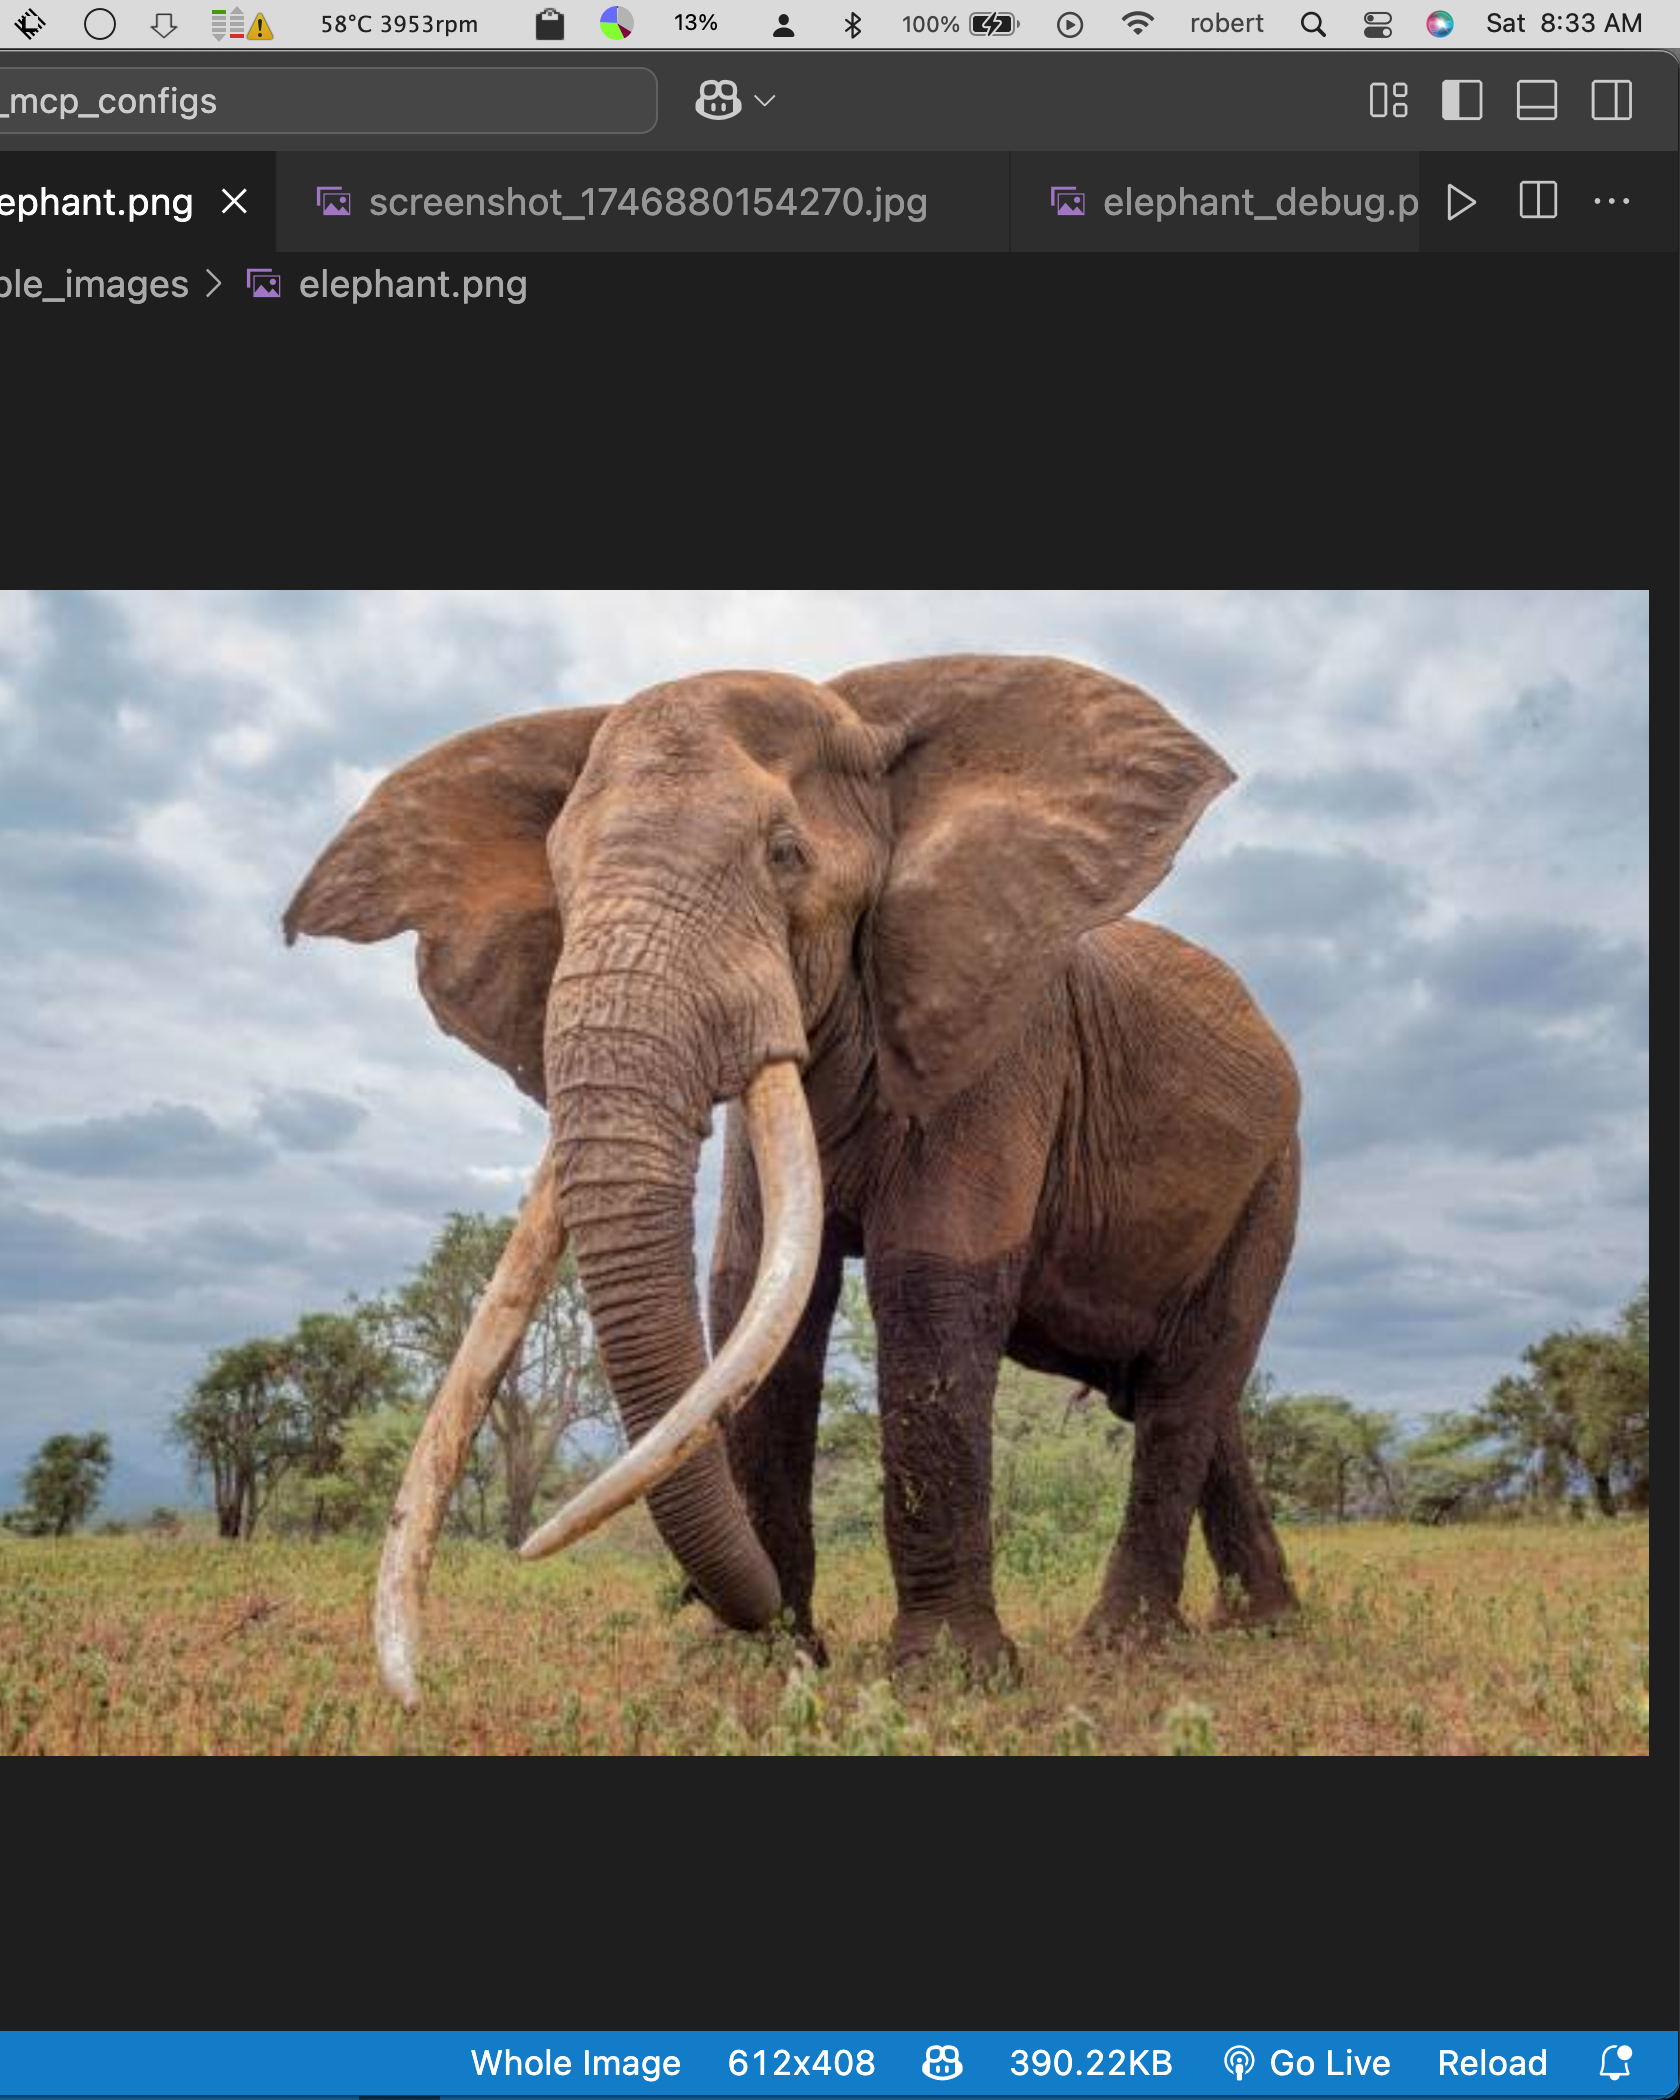 58°C 3953rpm 13% 100% robert Sat 8:33 AM
_mcp_configs
ephant.png screenshot_1746880154270.jpg elephant_debug.p
ple_images > elephant.png
Whole Image 612x408 390.22KB Go Live Reload